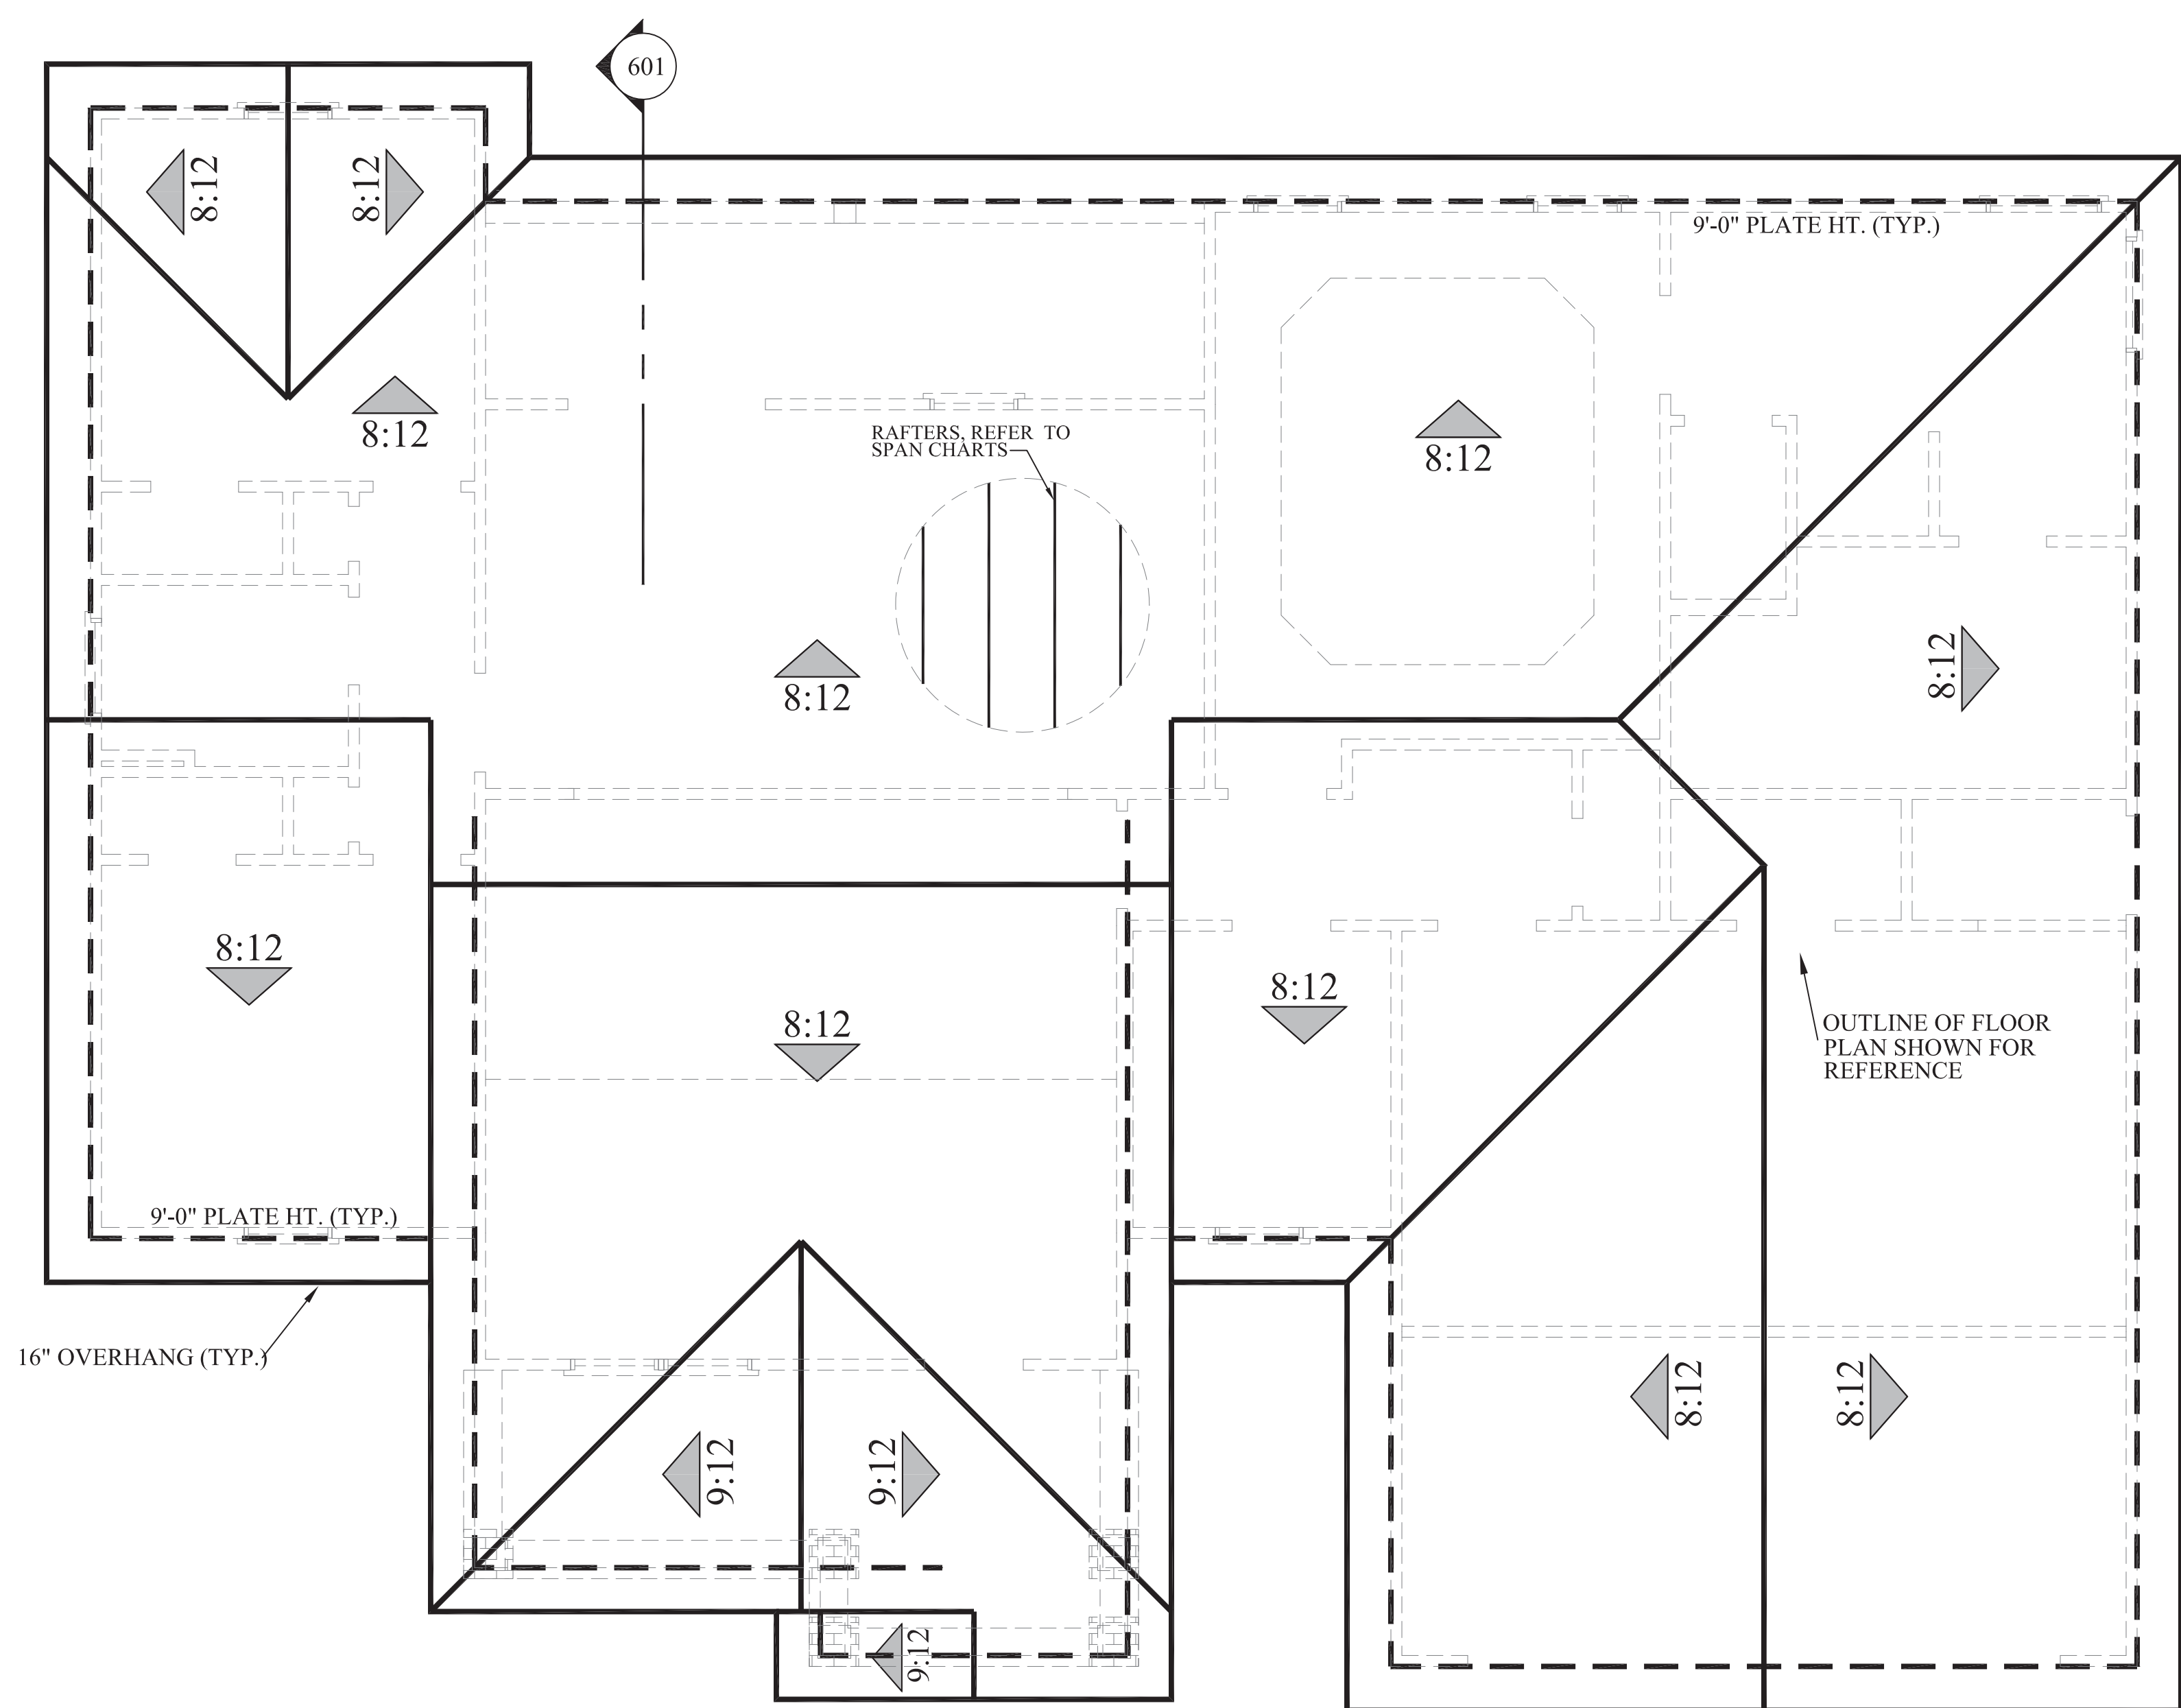 601
8:12
8:12
9'-0" PLATE HT. (TYP.)
8:12
RAFTERS, REFER TO
SPAN CHARTS
8:12
8:12
8:12
8:12
8:12
8:12
OUTLINE OF FLOOR
PLAN SHOWN FOR
REFERENCE
9'-0" PLATE HT. (TYP.)
16" OVERHANG (TYP.)
8:12
8:12
9:12
9:12
9:12